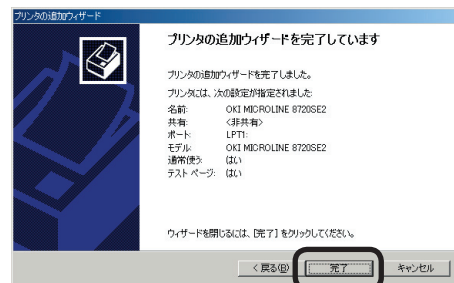 プリンタの追加ウィザード
プリンタの追加ウィザードを完了しています
プリンタの追加ウィザードを完了しました。
プリンタには、次の設定が指定されました:
名前: OKI MICROLINE 8720SE2
共有: <非共有>
ポート: LPT1:
モデル: OKI MICROLINE 8720SE2
通常使う: はい
テスト ページ: はい
ウィザードを閉じるには、[完了] をクリックしてください。
< 戻る(B)
完了
キャンセル